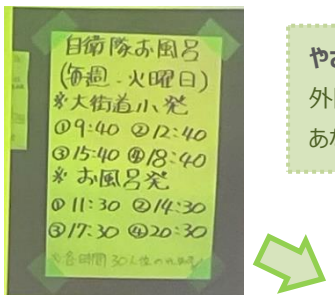 自衛隊お風呂
(毎週-火曜日)
※大街道小発
①9:40 ②12:40
③15:40 ④18:40
※お風呂発
①11:30 ②14:30
③17:30 ④20:30
※各時間30人位の
やさ
外
あな